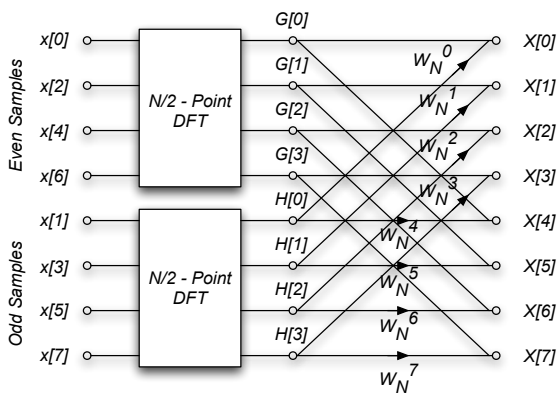 Even Samples
Odd Samples
x[0]
x[2]
x[4]
x[6]
x[1]
x[3]
x[5]
x[7]
N/2 - Point
DFT
N/2 - Point
DFT
G[0]
G[1]
G[2]
G[3]
H[0]
H[1]
H[2]
H[3]
W_N^0
W_N^1
W_N^2
W_N^3
W_N^4
W_N^5
W_N^6
W_N^7
X[0]
X[1]
X[2]
X[3]
X[4]
X[5]
X[6]
X[7]